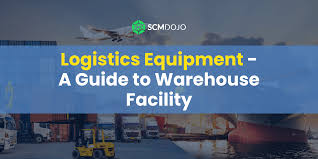 SCMDOJO
Logistics Equipment -
A Guide to Warehouse
Facility